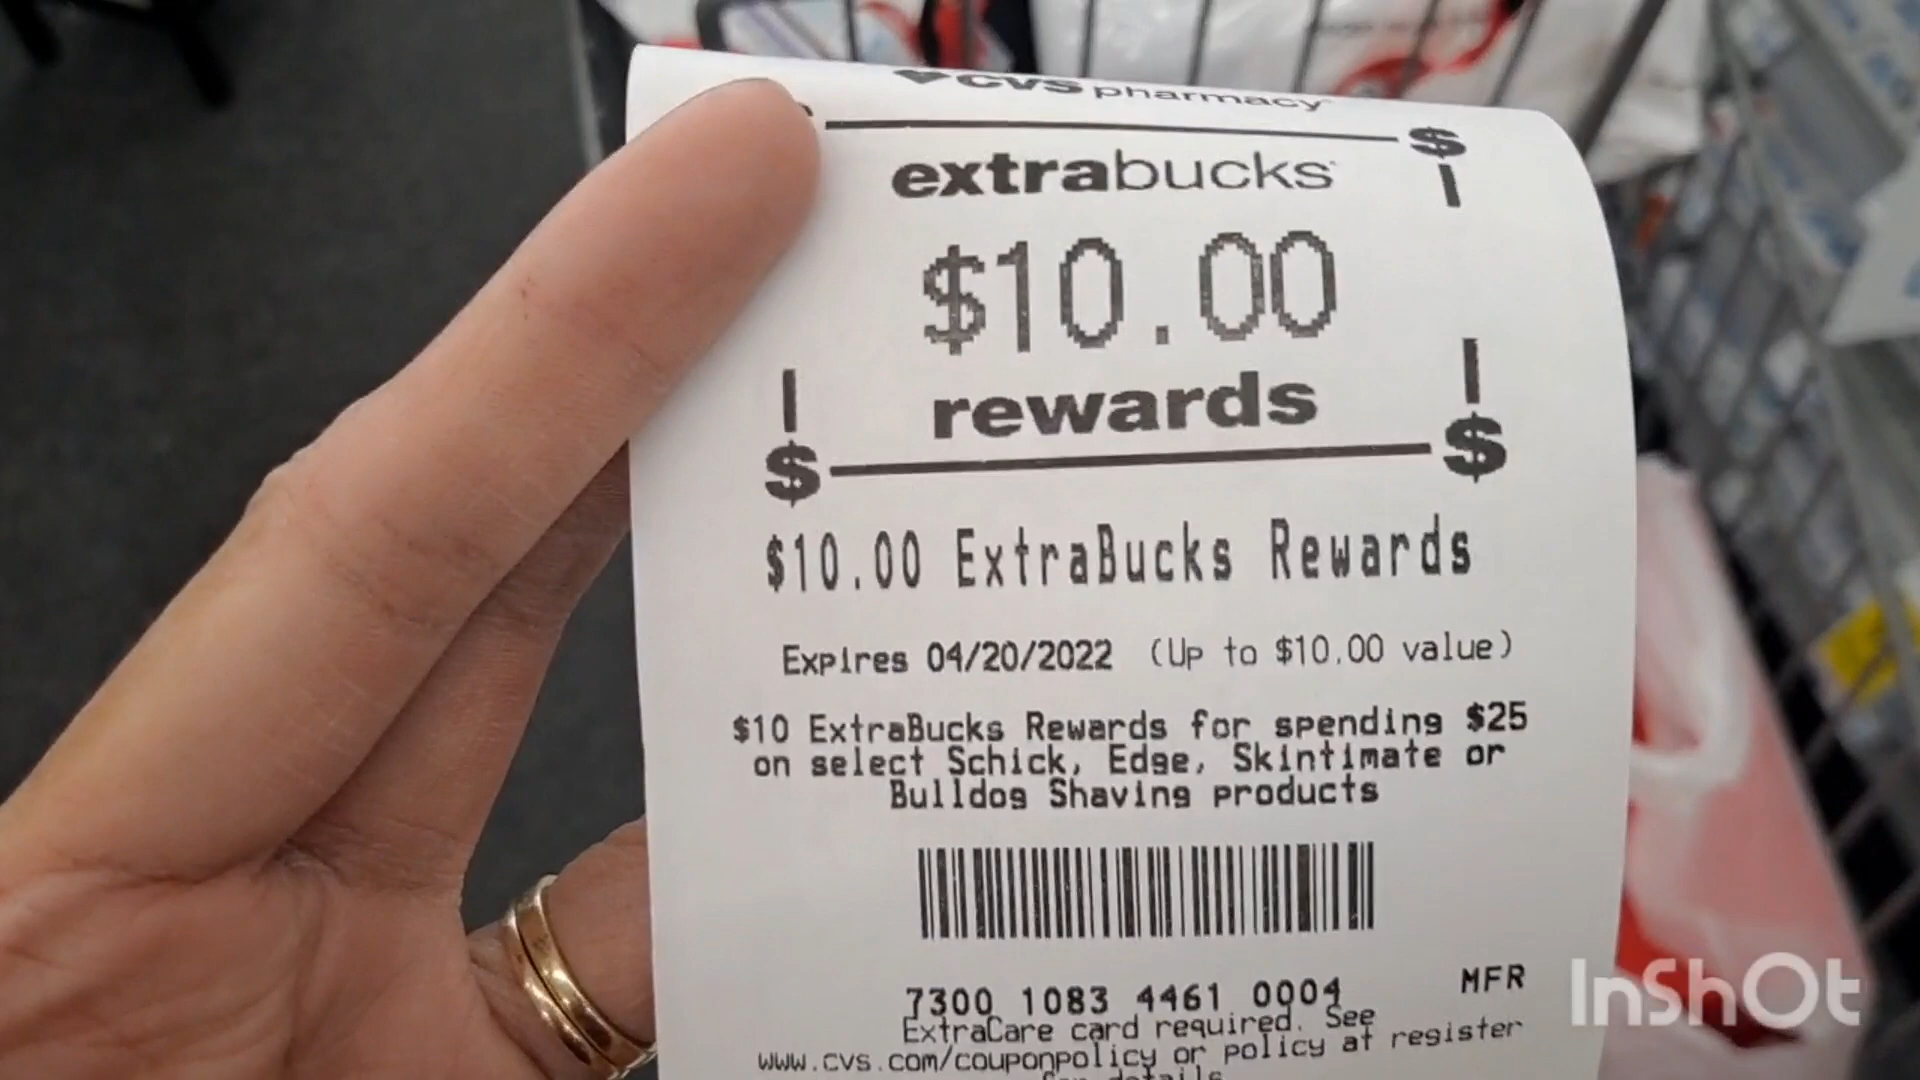 CVS pharmacy
$
extrabucks
$10.00
rewards
$ $
$10.00 ExtraBucks Rewards
Expires 04/20/2022 (Up to $10.00 value)
$10 ExtraBucks Rewards for spending $25
on select Schick, Edge, Skintimate or
Bulldog Shaving products
7300 1083 4461 0004 MFR
ExtraCare card required. See
www.cvs.com/couponpolicy or policy at register
for details
InShOt